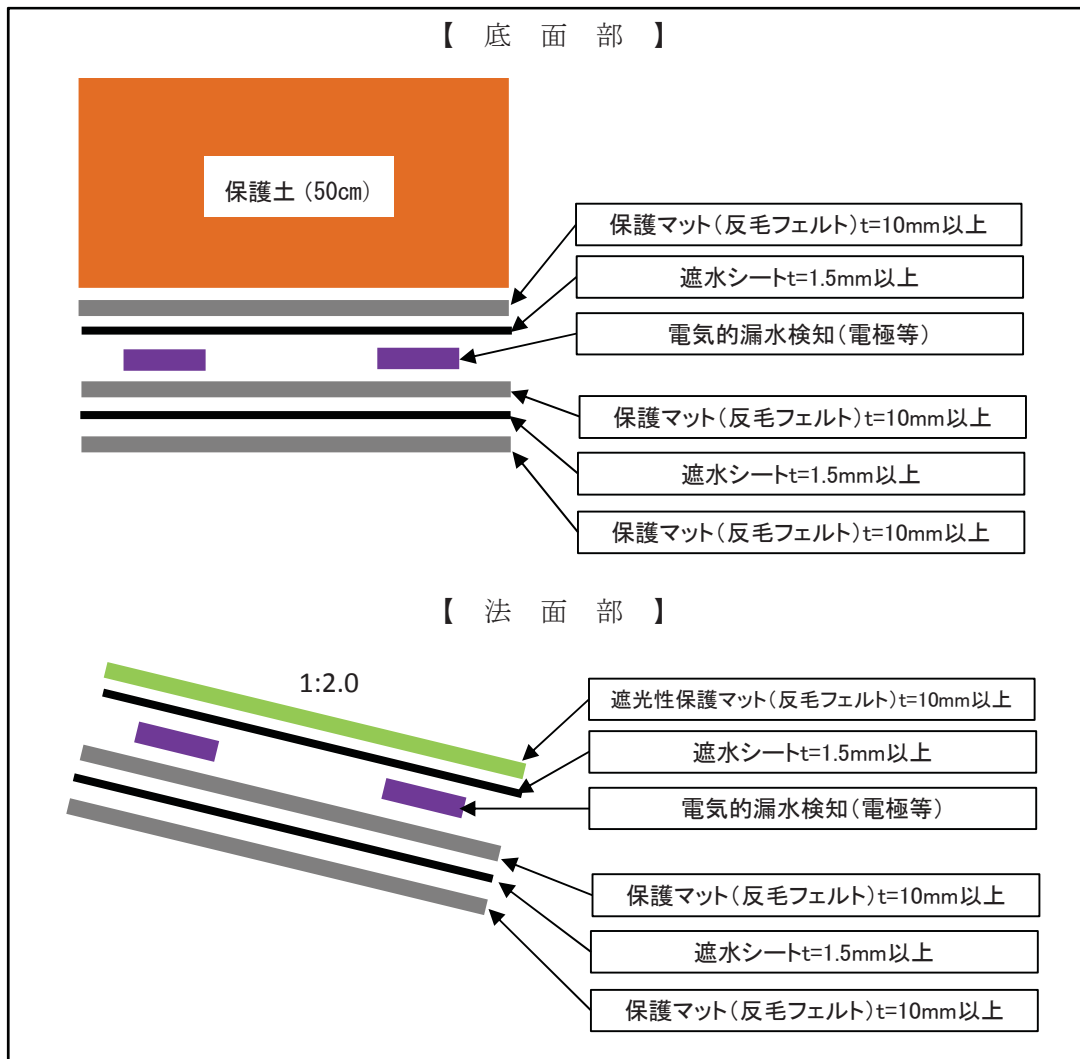 【 底 面 部 】
保護土 (50cm)
保護マット(反毛フェルト)t=10mm以上
遮水シートt=1.5mm以上
電気的漏水検知(電極等)
保護マット(反毛フェルト)t=10mm以上
遮水シートt=1.5mm以上
保護マット(反毛フェルト)t=10mm以上
【 法 面 部 】
1:2.0
遮光性保護マット(反毛フェルト)t=10mm以上
遮水シートt=1.5mm以上
電気的漏水検知(電極等)
保護マット(反毛フェルト)t=10mm以上
遮水シートt=1.5mm以上
保護マット(反毛フェルト)t=10mm以上